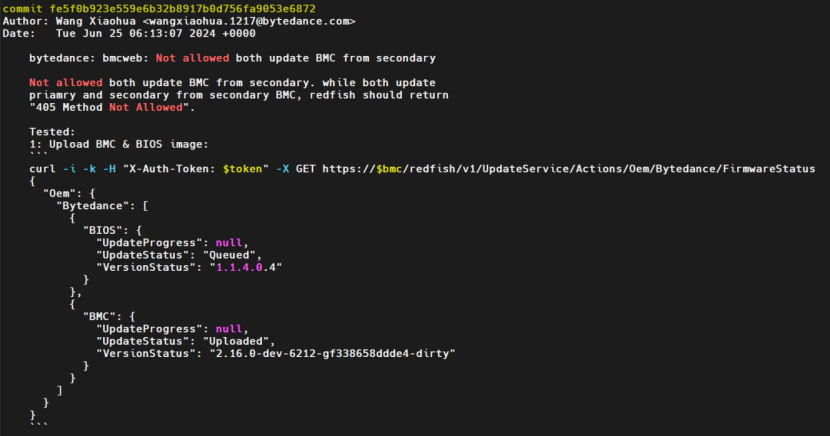 commit fe5f0b923e559e6b32b8917b0d756fa9053e6872
Author: Wang Xiaohua <wangxiaohua.1217@bytedance.com>
Date:   Tue Jun 25 06:13:07 2024 +0000

    bytedance: bmcweb: Not allowed both update BMC from secondary

    Not allowed both update BMC from secondary. while both update
    priamry and secondary from secondary BMC, redfish should return
    "405 Method Not Allowed".

    Tested:
    1: Upload BMC & BIOS image:
    ```
    curl -i -k -H "X-Auth-Token: $token" -X GET https://$bmc/redfish/v1/UpdateService/Actions/Oem/Bytedance/FirmwareStatus
    {
      "Oem": {
        "Bytedance": [
          {
            "BIOS": {
              "UpdateProgress": null,
              "UpdateStatus": "Queued",
              "VersionStatus": "1.1.4.0.4"
            }
          },
          {
            "BMC": {
              "UpdateProgress": null,
              "UpdateStatus": "Uploaded",
              "VersionStatus": "2.16.0-dev-6212-gf338658ddde4-dirty"
            }
          }
        ]
      }
    }
    ```